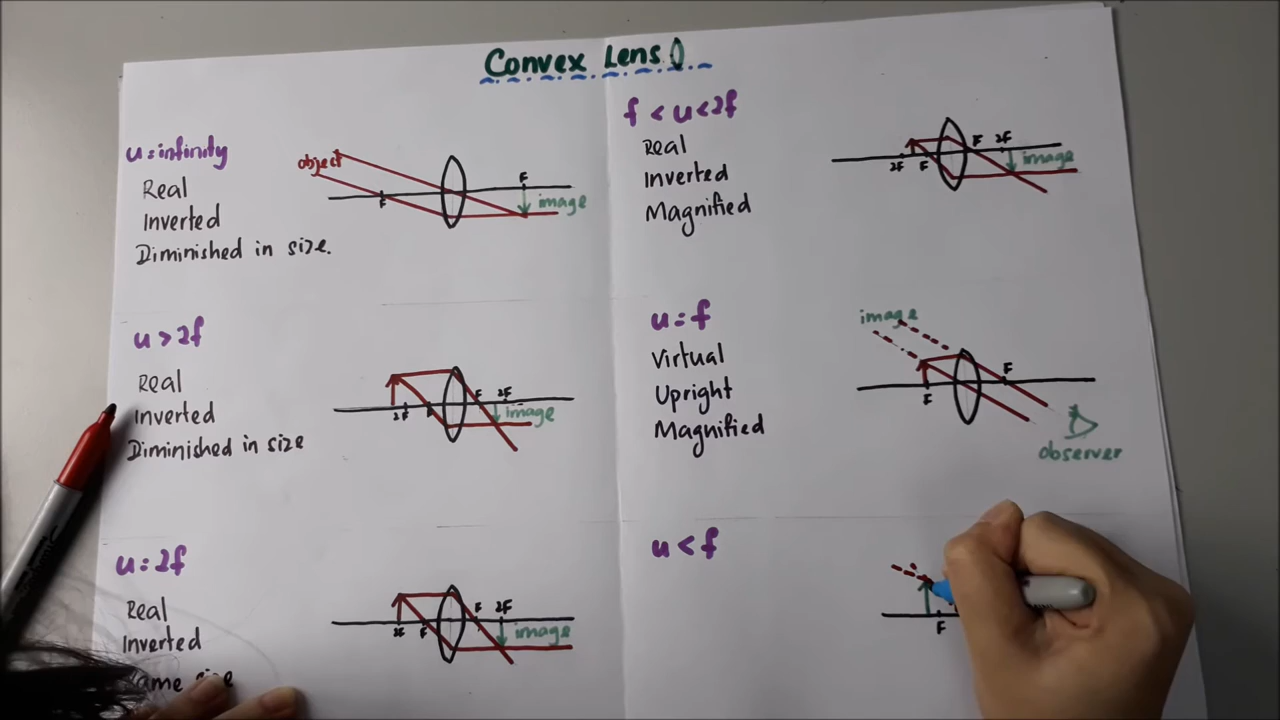 Convex Lens
u = infinity
Real
Inverted
Diminished in size.
object
F
F
image
u > 2f
Real
Inverted
Diminished in size
2F
F
F
2F
image
u = 2f
Real
Inverted
size
2F
F
F
2F
image
f < u < 2f
Real
Inverted
Magnified
2F
F
F
2F
image
u = f
Virtual
Upright
Magnified
image
F
F
observer
u < f
F